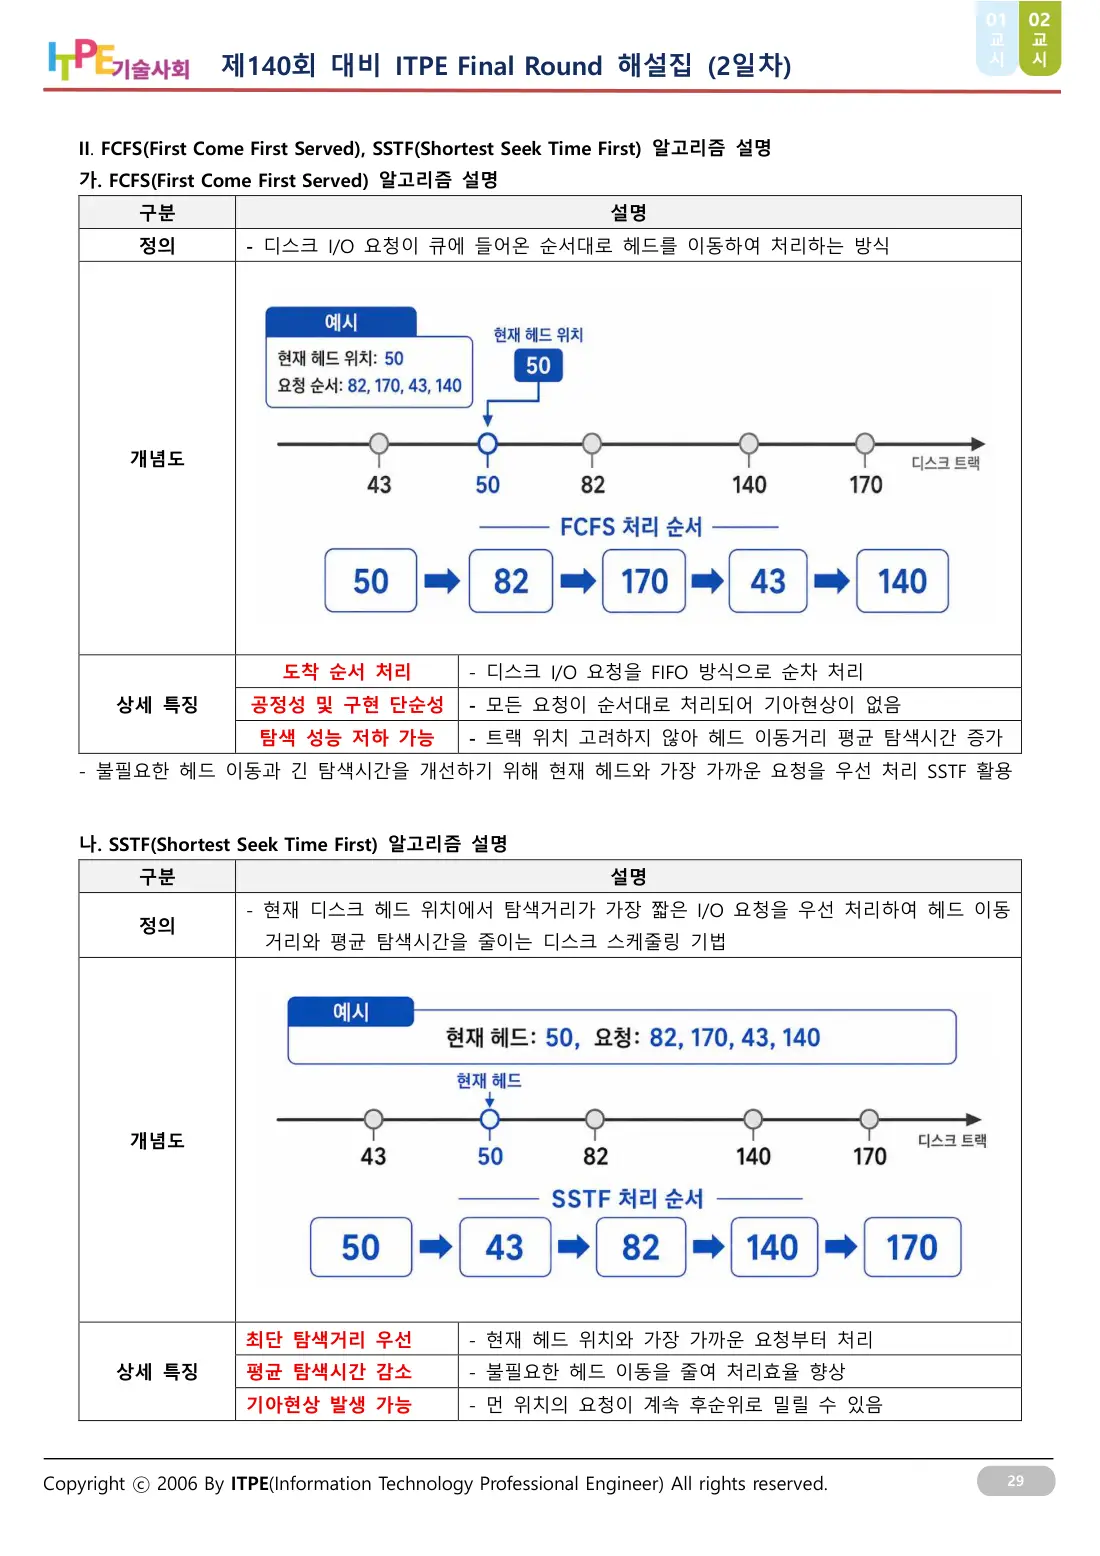 ITPE기술사회 제140회 대비 ITPE Final Round 해설집 (2일차)
01 교시
02 교시
II. FCFS(First Come First Served), SSTF(Shortest Seek Time First) 알고리즘 설명
가. FCFS(First Come First Served) 알고리즘 설명
구분 설명
정의 - 디스크 I/O 요청이 큐에 들어온 순서대로 헤드를 이동하여 처리하는 방식
개념도
예시
현재 헤드 위치: 50
요청 순서: 82, 170, 43, 140
현재 헤드 위치
50
디스크 트랙
43 50 82 140 170
FCFS 처리 순서
50 82 170 43 140
상세 특징
도착 순서 처리 - 디스크 I/O 요청을 FIFO 방식으로 순차 처리
공정성 및 구현 단순성 - 모든 요청이 순서대로 처리되어 기아현상이 없음
탐색 성능 저하 가능 - 트랙 위치 고려하지 않아 헤드 이동거리 평균 탐색시간 증가
- 불필요한 헤드 이동과 긴 탐색시간을 개선하기 위해 현재 헤드와 가장 가까운 요청을 우선 처리 SSTF 활용
나. SSTF(Shortest Seek Time First) 알고리즘 설명
구분 설명
정의
- 현재 디스크 헤드 위치에서 탐색거리가 가장 짧은 I/O 요청을 우선 처리하여 헤드 이동
거리와 평균 탐색시간을 줄이는 디스크 스케줄링 기법
개념도
예시
현재 헤드: 50, 요청: 82, 170, 43, 140
현재 헤드
디스크 트랙
43 50 82 140 170
SSTF 처리 순서
50 43 82 140 170
상세 특징
최단 탐색거리 우선 - 현재 헤드 위치와 가장 가까운 요청부터 처리
평균 탐색시간 감소 - 불필요한 헤드 이동을 줄여 처리효율 향상
기아현상 발생 가능 - 먼 위치의 요청이 계속 후순위로 밀릴 수 있음
Copyright ⓒ 2006 By ITPE(Information Technology Professional Engineer) All rights reserved.
29